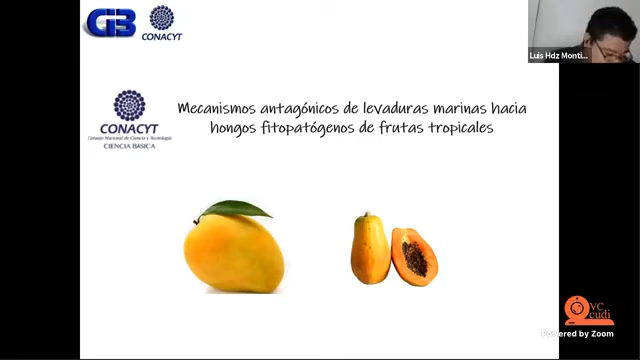 CIB
CONACYT
Luis Hdz Monti...
Mecanismos antagónicos de levaduras marinas hacia
hongos fitopatógenos de frutas tropicales
CONACYT
Consejo Nacional de Ciencia y Tecnología
CIENCIA BÁSICA
VC
cudi
Powered by Zoom